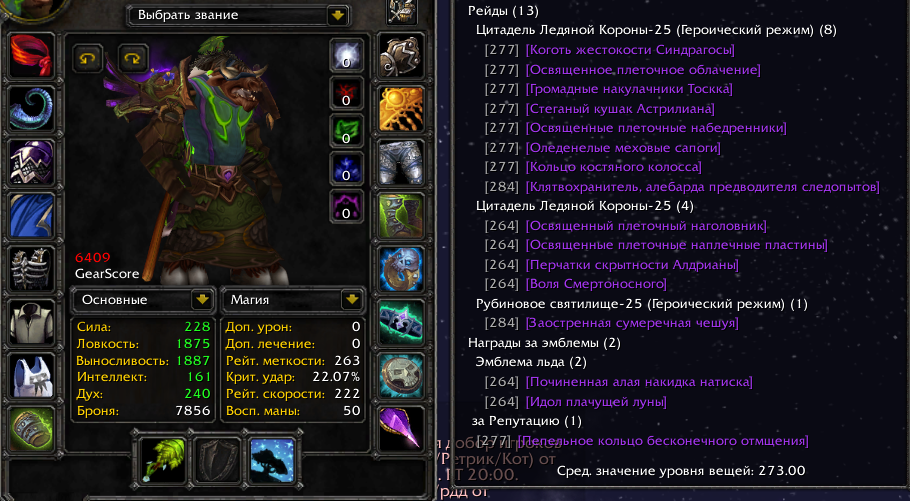 Выбрать звание
0
0
0
0
0
6409
GearScore
Основные
Сила: 228
Ловкость: 1875
Выносливость: 1887
Интеллект: 161
Дух: 240
Броня: 7856
Магия
Доп. урон: 0
Доп. лечение: 0
Рейт. меткости: 263
Крит. удар: 22.07%
Рейт. скорости: 222
Восп. маны: 50
Рейды (13)
Цитадель Ледяной Короны-25 (Героический режим) (8)
[277] [Коготь жестокости Синдрагосы]
[277] [Освященное плеточное облачение]
[277] [Громадные накулачники Тоскка]
[277] [Стеганый кушак Астрилиана]
[277] [Освященные плеточные набедренники]
[277] [Оледенелые меховые сапоги]
[277] [Кольцо костяного колосса]
[284] [Клятвохранитель, алебарда предводителя следопытов]
Цитадель Ледяной Короны-25 (4)
[264] [Освященный плеточный наголовник]
[264] [Освященные плеточные наплечные пластины]
[264] [Перчатки скрытности Алдрианы]
[264] [Воля Смертоносного]
Рубиновое святилище-25 (Героический режим) (1)
[284] [Заостренная сумеречная чешуя]
Награды за эмблемы (2)
Эмблема льда (2)
[264] [Починенная алая накидка натиска]
[264] [Идол плачущей луны]
за Репутацию (1)
[277] [Пепельное кольцо бесконечного отмщения]
/Ретрик/Кот) от
20:00.
Сред. значение уровня вещей: 273.00